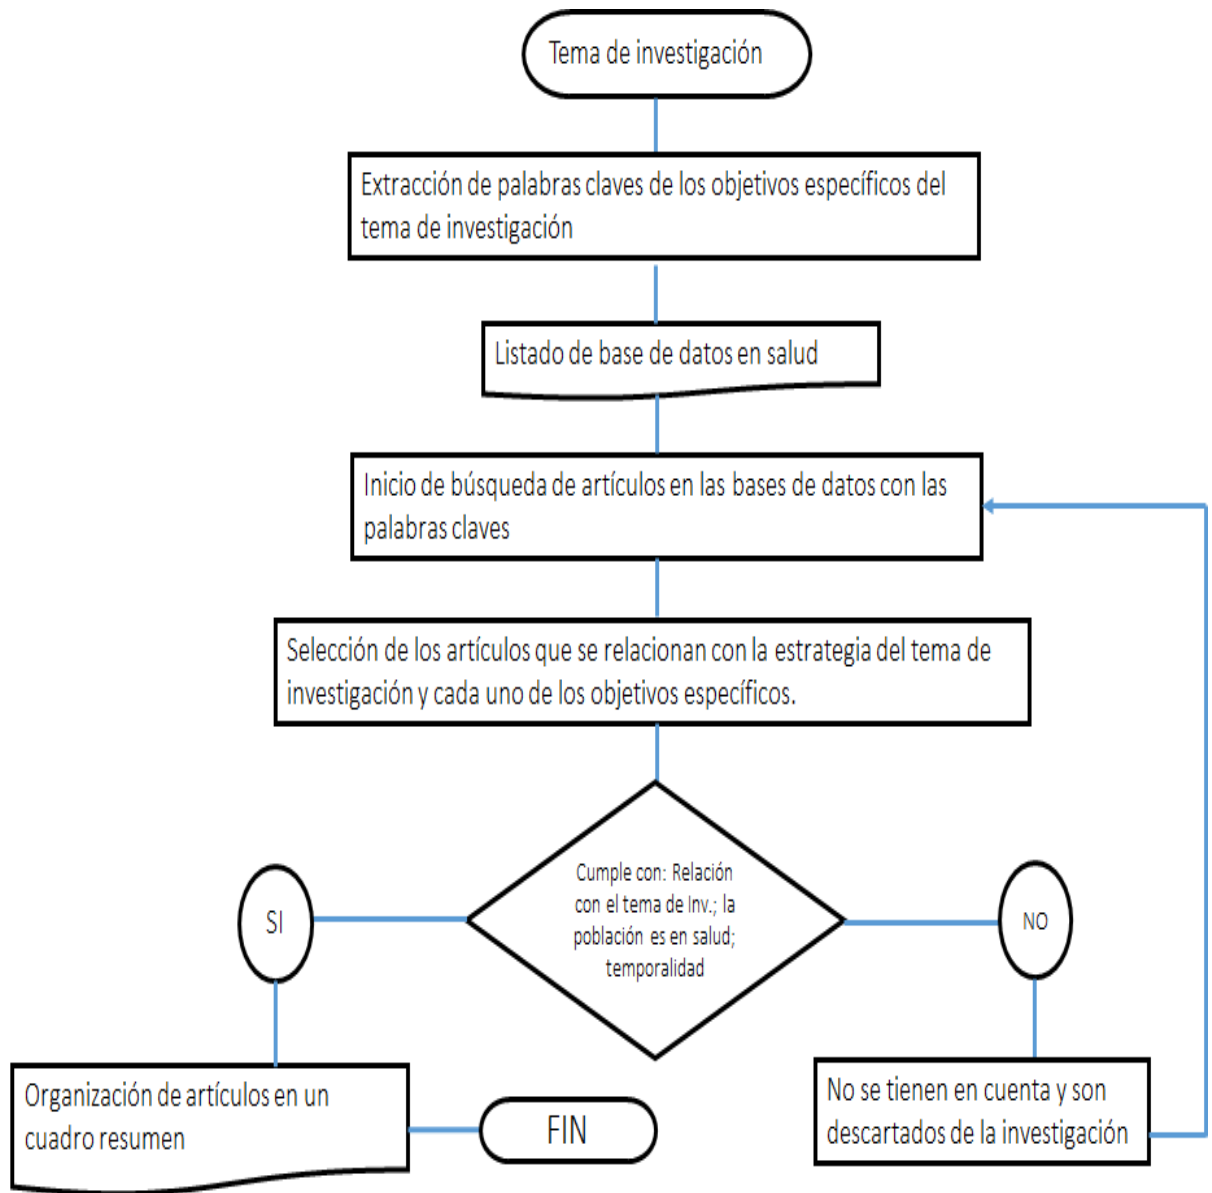 Tema de investigación
Extracción de palabras claves de los objetivos específicos del
tema de investigación
Listado de base de datos en salud
Inicio de búsqueda de artículos en las bases de datos con las
palabras claves
Selección de los artículos que se relacionan con la estrategia del tema de
investigación y cada uno de los objetivos específicos.
Cumple con: Relación
con el tema de Inv.; la
población es en salud;
temporalidad
SI
NO
Organización de artículos en un
cuadro resumen
FIN
No se tienen en cuenta y son
descartados de la investigación